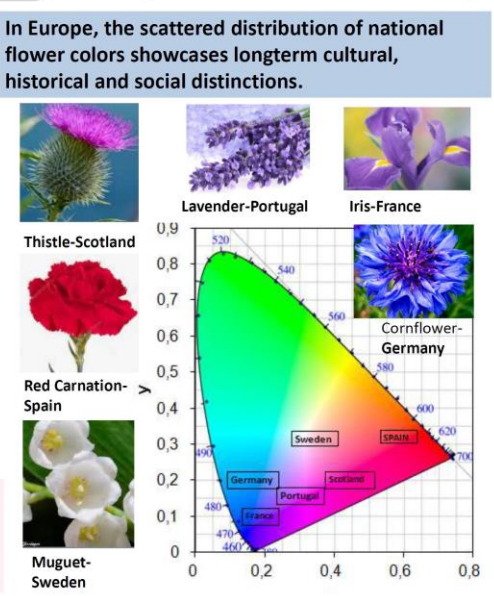 In Europe, the scattered distribution of national
flower colors showcases longterm cultural,
historical and social distinctions.
Lavender-Portugal
Iris-France
Thistle-Scotland
Cornflower-
Germany
Red Carnation-
Spain
Muguet-
Sweden
y
0,9
0,8
0,7
0,6
0,5
0,4
0,3
0,2
0,1
0
520
540
560
580
600
620
700
490
480
470
460
Sweden
SPAIN
Germany
Scotland
Portugal
France
0
0,2
0,4
0,6
0,8